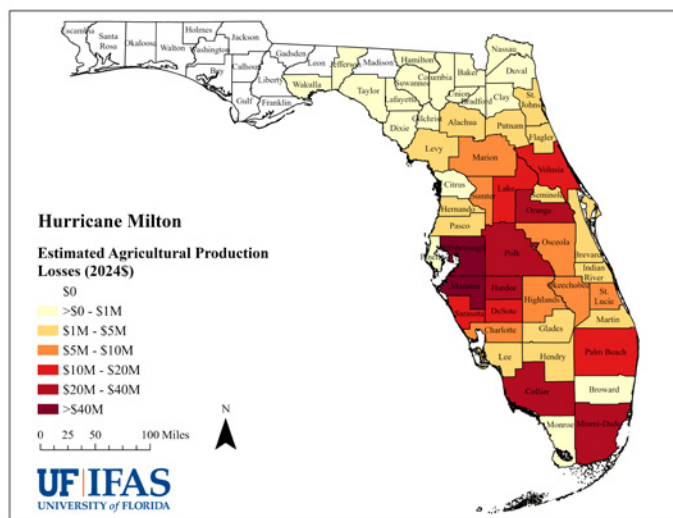 Holmes
Jackson
Escambia
Santa
Rosa
Okaloosa
Walton
Washington
Bay
Calhoun
Gulf
Liberty
Franklin
Gadsden
Leon
Wakulla
Jefferson
Madison
Taylor
Hamilton
Suwannee
Lafayette
Dixie
Columbia
Gilchrist
Baker
Union
Bradford
Nassau
Duval
Clay
St.
Johns
Alachua
Putnam
Flagler
Levy
Marion
Volusia
Citrus
Sumter
Lake
Seminole
Hernando
Orange
Pasco
Osceola
Brevard
Pinellas
Hillsborough
Polk
Indian
River
Manatee
Hardee
Highlands
Okeechobee
St.
Lucie
Sarasota
DeSoto
Martin
Charlotte
Glades
Lee
Hendry
Palm Beach
Collier
Broward
Monroe
Miami-Dade
Hurricane Milton
Estimated Agricultural Production
Losses (2024$)
$0
>$0 - $1M
$1M - $5M
$5M - $10M
$10M - $20M
$20M - $40M
>$40M
0 25 50 100 Miles
N
UF|IFAS
UNIVERSITY of FLORIDA